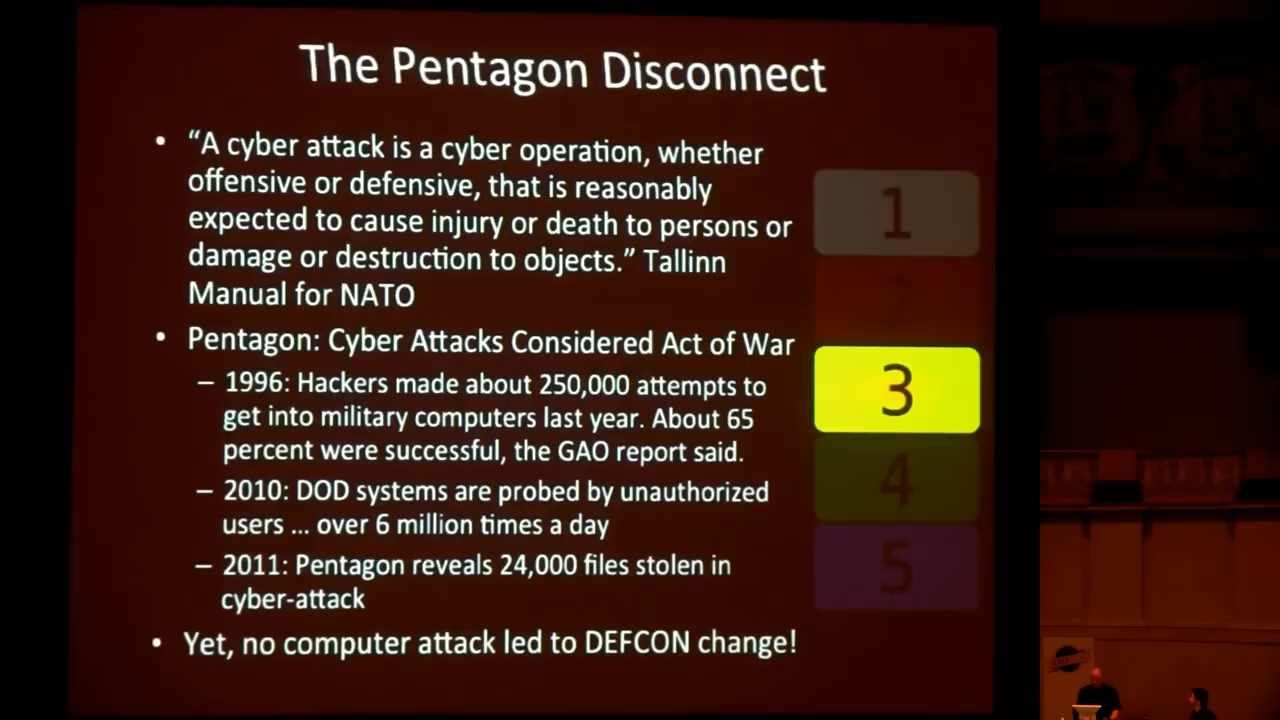 The Pentagon Disconnect
• “A cyber attack is a cyber operation, whether
offensive or defensive, that is reasonably
expected to cause injury or death to persons or
damage or destruction to objects.” Tallinn
Manual for NATO
• Pentagon: Cyber Attacks Considered Act of War
– 1996: Hackers made about 250,000 attempts to
get into military computers last year. About 65
percent were successful, the GAO report said.
– 2010: DOD systems are probed by unauthorized
users ... over 6 million times a day
– 2011: Pentagon reveals 24,000 files stolen in
cyber-attack
• Yet, no computer attack led to DEFCON change!
1
2
3
4
5